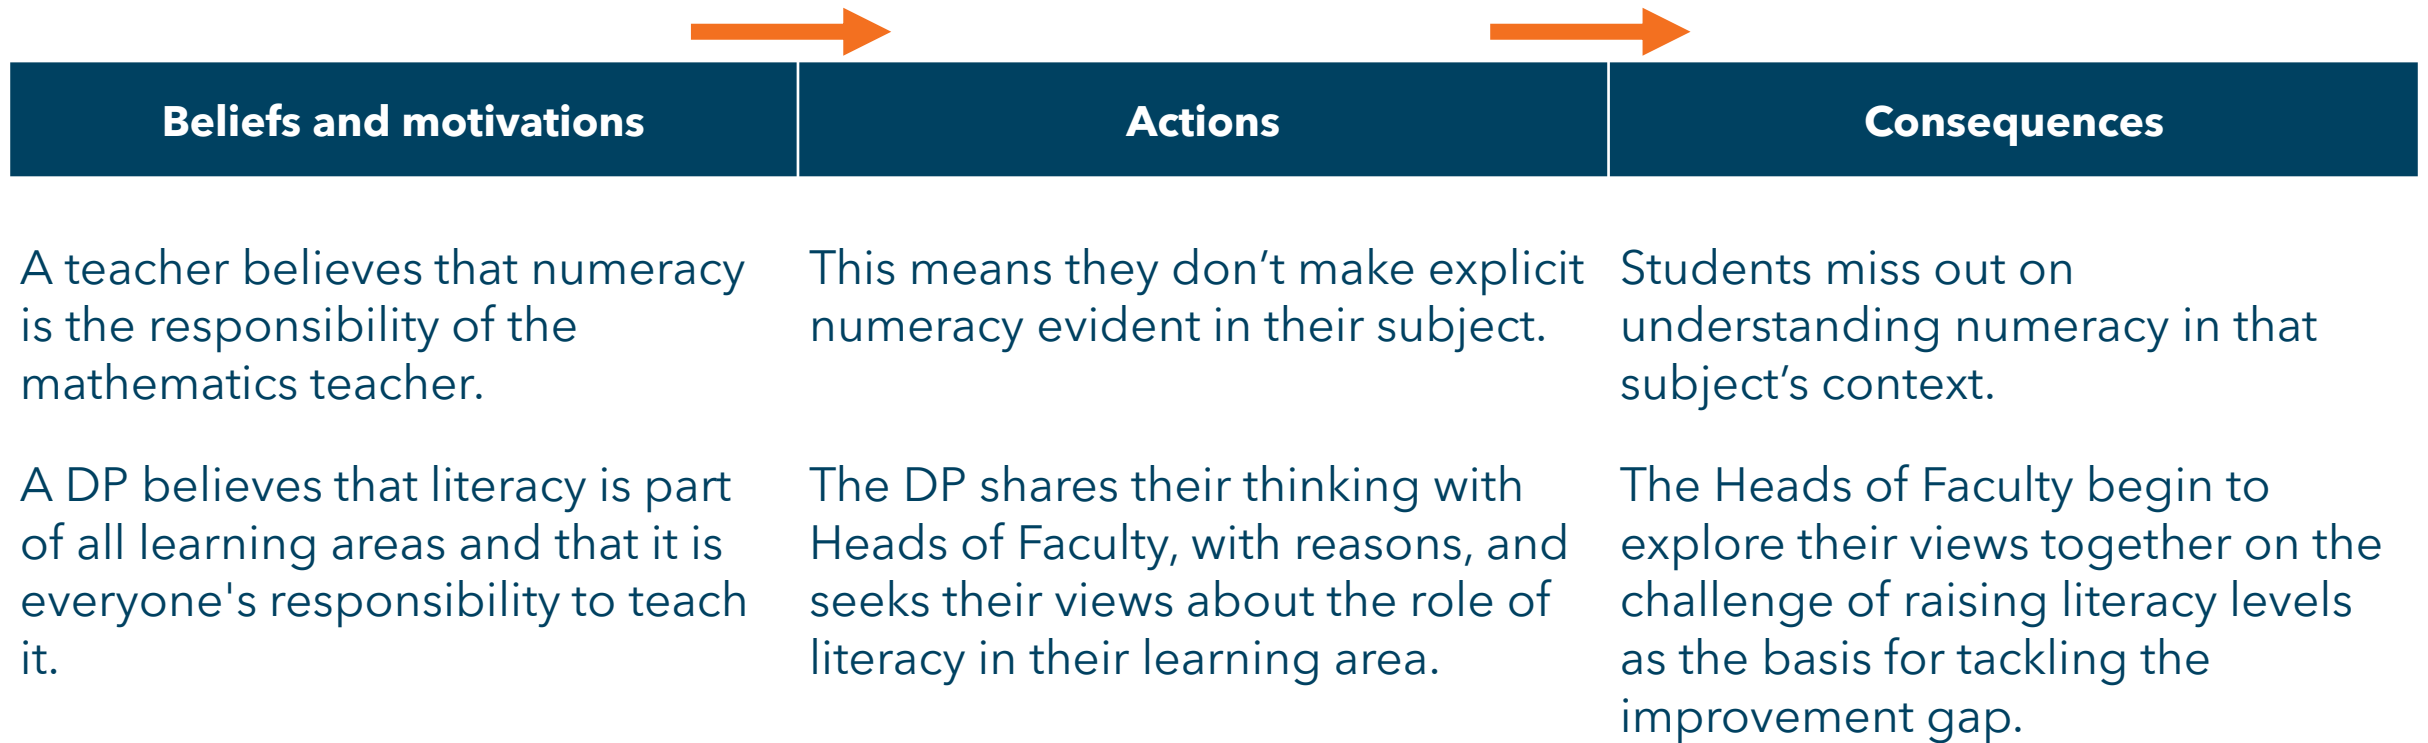 Beliefs and motivations
Actions
Consequences
A teacher believes that numeracy
is the responsibility of the
mathematics teacher.
This means they don’t make explicit
numeracy evident in their subject.
Students miss out on
understanding numeracy in that
subject’s context.
A DP believes that literacy is part
of all learning areas and that it is
everyone's responsibility to teach
it.
The DP shares their thinking with
Heads of Faculty, with reasons, and
seeks their views about the role of
literacy in their learning area.
The Heads of Faculty begin to
explore their views together on the
challenge of raising literacy levels
as the basis for tackling the
improvement gap.